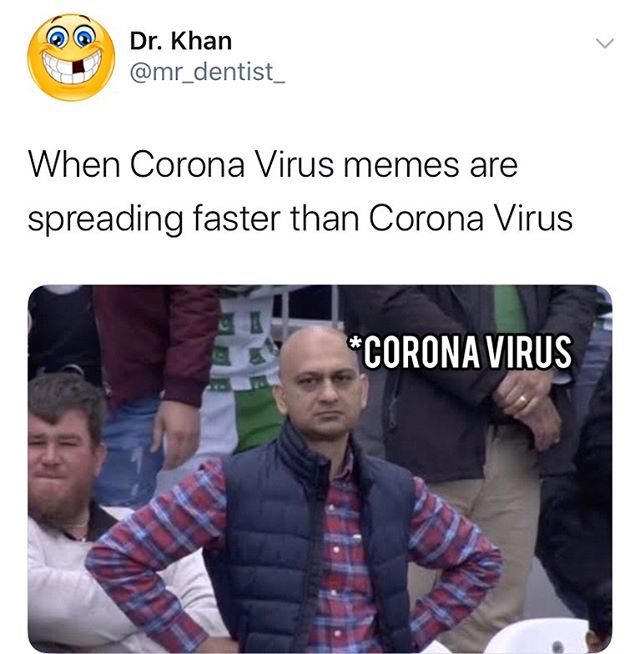 Dr. Khan
@mr_dentist_
When Corona Virus memes are
spreading faster than Corona Virus
*CORONA VIRUS